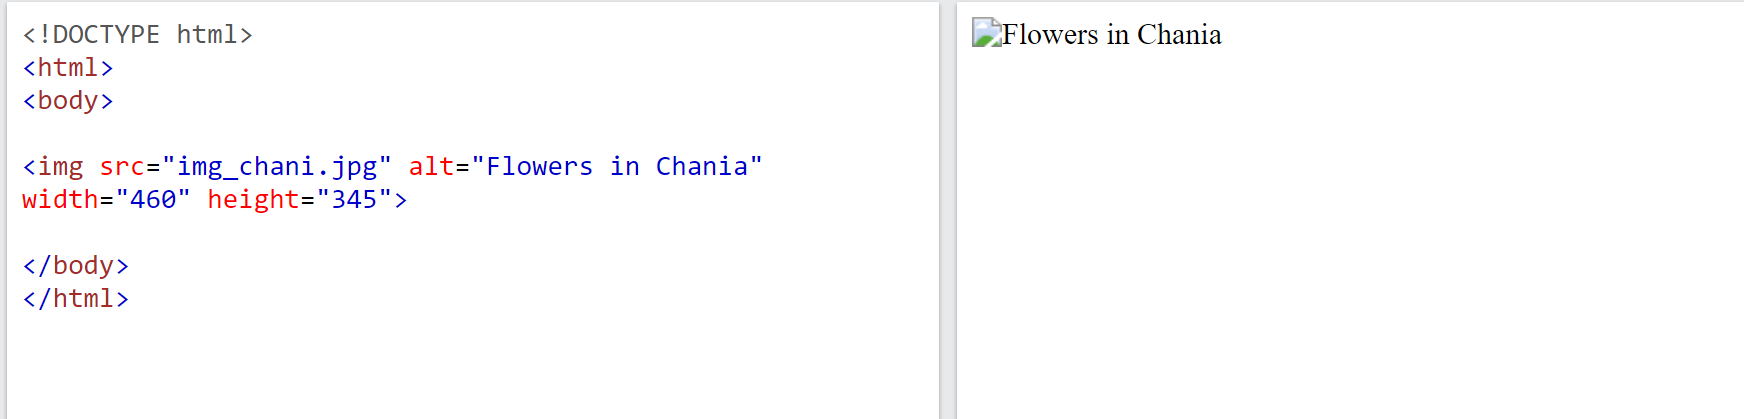 <!DOCTYPE html>
<html>
<body>
<img src="img_chani.jpg" alt="Flowers in Chania"
width="460" height="345">
</body>
</html>
Flowers in Chania